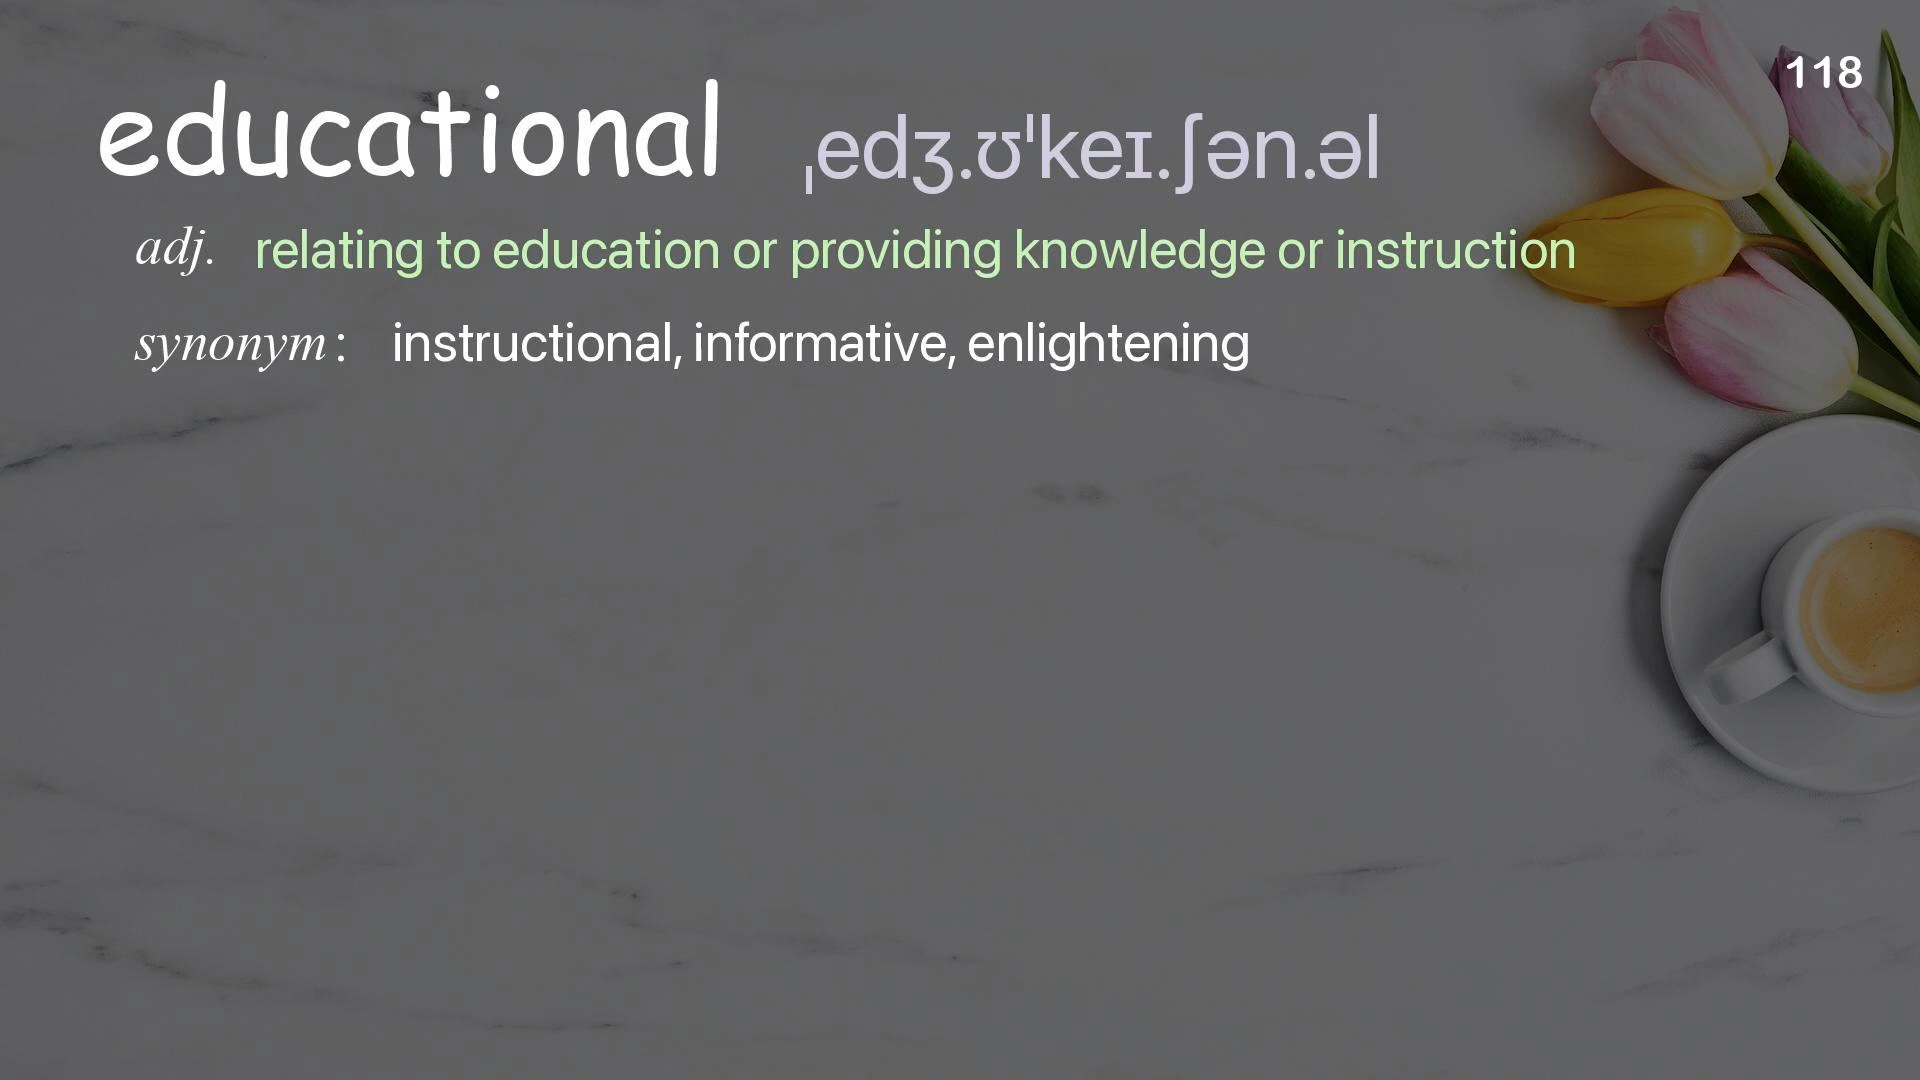 118
educational ˌedʒ.ʊˈkeɪ.ʃən.əl
adj. relating to education or providing knowledge or instruction
synonym : instructional, informative, enlightening